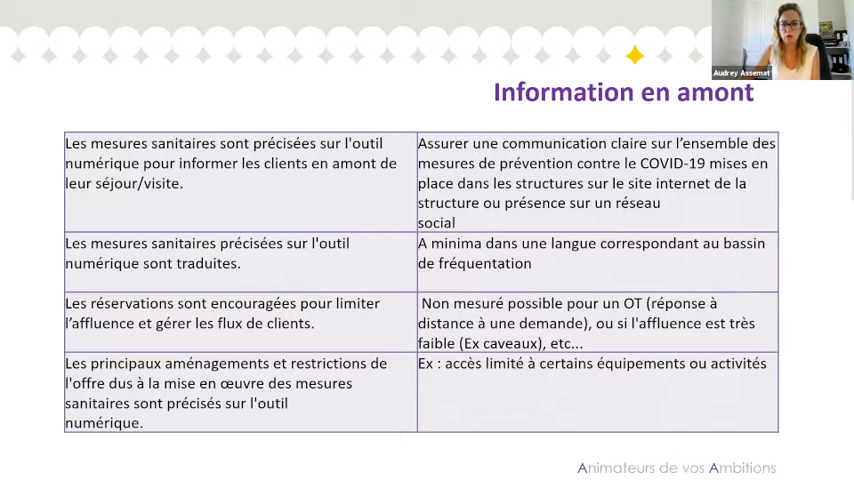 Audrey Assemat
Information en amont
Les mesures sanitaires sont précisées sur l'outil
numérique pour informer les clients en amont de
leur séjour/visite.
Assurer une communication claire sur l’ensemble des
mesures de prévention contre le COVID-19 mises en
place dans les structures sur le site internet de la
structure ou présence sur un réseau
social
Les mesures sanitaires précisées sur l'outil
numérique sont traduites.
A minima dans une langue correspondant au bassin
de fréquentation
Les réservations sont encouragées pour limiter
l’affluence et gérer les flux de clients.
Non mesuré possible pour un OT (réponse à
distance à une demande), ou si l'affluence est très
faible (Ex caveaux), etc...
Les principaux aménagements et restrictions de
l'offre dus à la mise en œuvre des mesures
sanitaires sont précisés sur l'outil
numérique.
Ex : accès limité à certains équipements ou activités
Animateurs de vos Ambitions